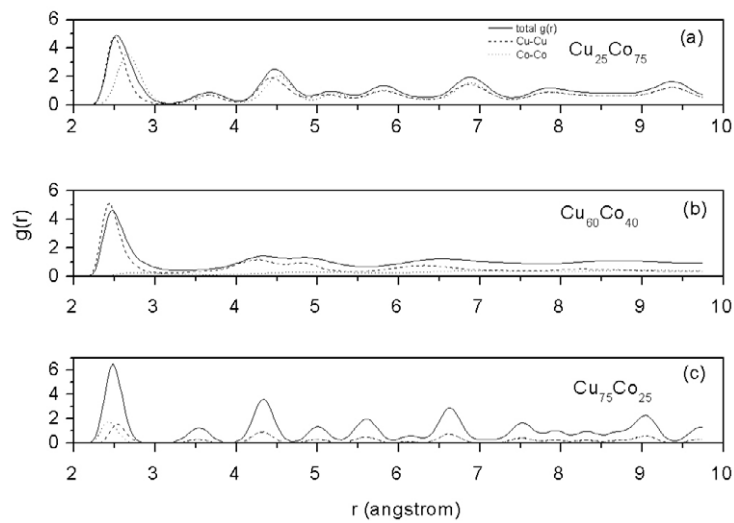 6
4
2
0
total g(r)
Cu-Cu
Co-Co
Cu25Co75
(a)
2 3 4 5 6 7 8 9 10
g(r)
6
4
2
0
Cu60Co40
(b)
2 3 4 5 6 7 8 9 10
6
4
2
0
Cu75Co25
(c)
2 3 4 5 6 7 8 9 10
r (angstrom)